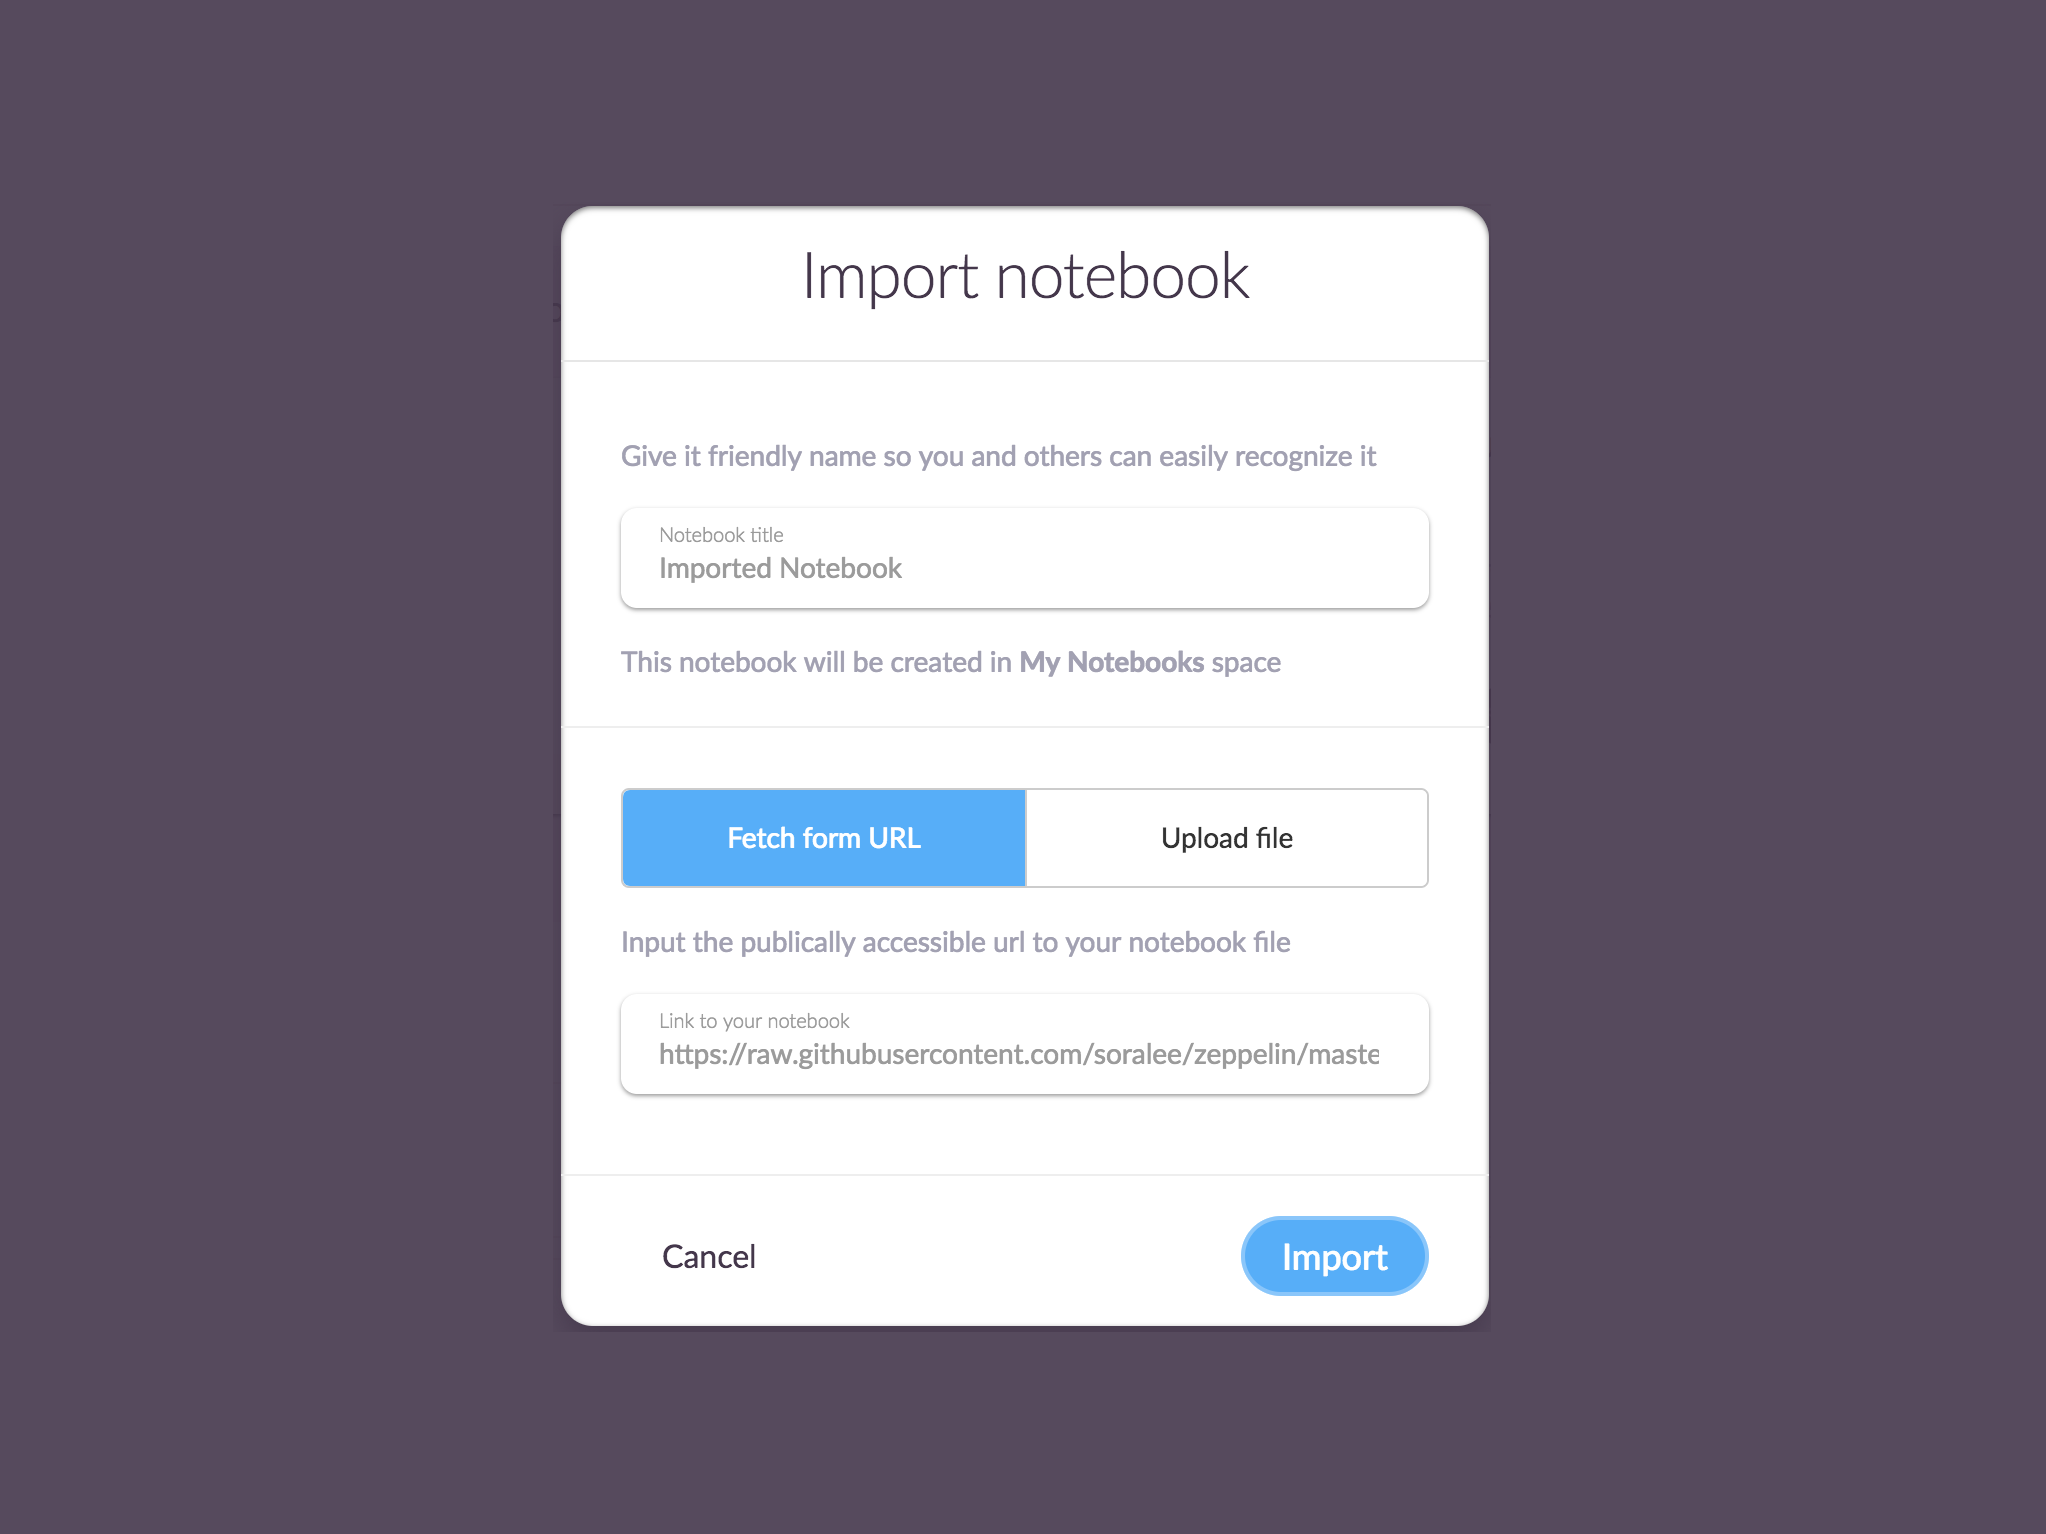 Import notebook
Give it friendly name so you and others can easily recognize it
Notebook title
Imported Notebook
This notebook will be created in My Notebooks space
Fetch form URL
Upload file
Input the publically accessible url to your notebook file
Link to your notebook
https://raw.githubusercontent.com/soralee/zeppelin/maste
Cancel
Import